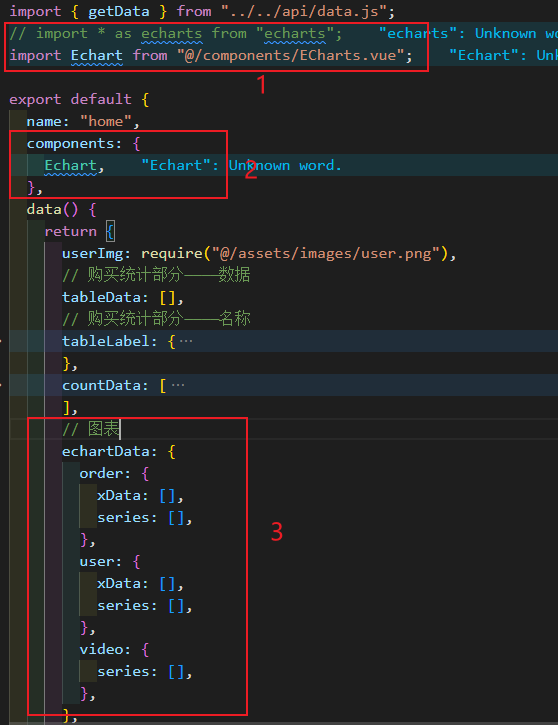 import { getData } from "../../api/data.js";
// import * as echarts from "echarts"; "echarts": Unknown wo
import Echart from "@/components/ECharts.vue"; "Echart": Unk
1
export default {
name: "home",
components: {
Echart, "Echart": Unknown word.
2
},
data() {
return {
userImg: require("@/assets/images/user.png"),
// 购买统计部分————数据
tableData: [],
// 购买统计部分————名称
tableLabel: {···
},
countData: [···
],
// 图表
echartData: {
order: {
xData: [],
series: [],
3
},
user: {
xData: [],
series: [],
},
video: {
series: [],
},
},